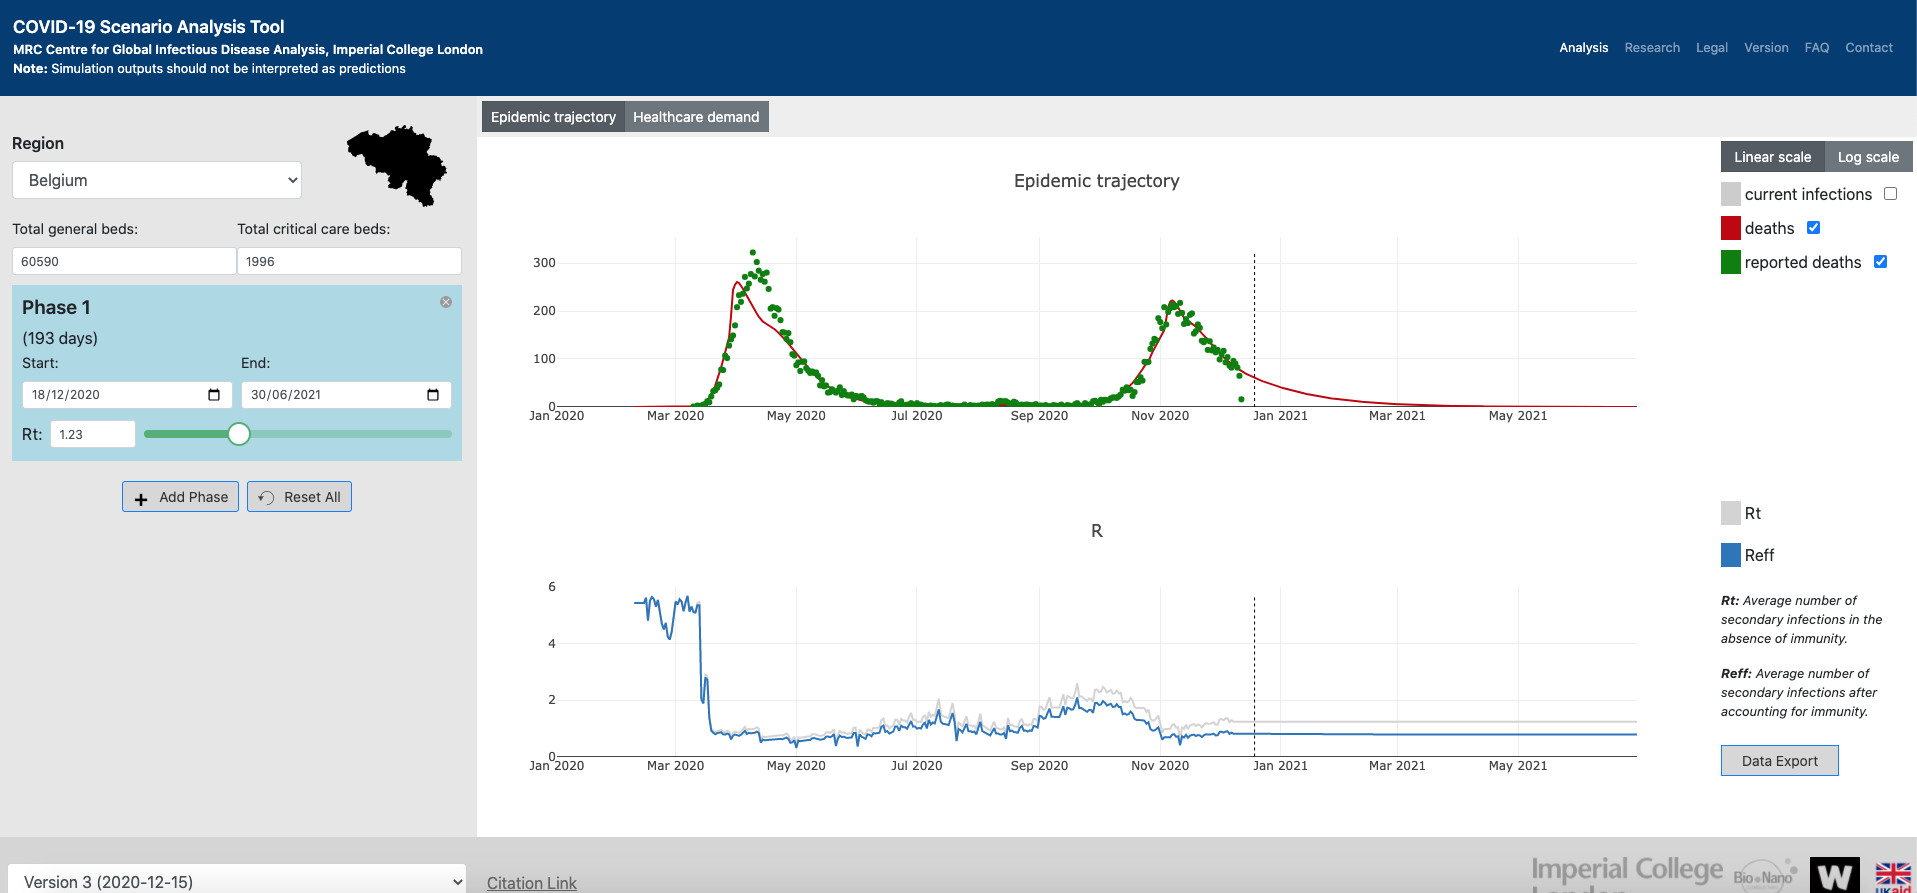 COVID-19 Scenario Analysis Tool
MRC Centre for Global Infectious Disease Analysis, Imperial College London
Note: Simulation outputs should not be interpreted as predictions
Analysis Research Legal Version FAQ Contact
Region
Belgium
Total general beds: Total critical care beds:
60590 1996
Phase 1
(193 days)
Start: End:
18/12/2020 30/06/2021
Rt: 1.23
Add Phase Reset All
Epidemic trajectory Healthcare demand
Epidemic trajectory
300
200
100
0
Jan 2020 Mar 2020 May 2020 Jul 2020 Sep 2020 Nov 2020 Jan 2021 Mar 2021 May 2021
Linear scale Log scale
current infections
deaths
reported deaths
R
6
4
2
0
Jan 2020 Mar 2020 May 2020 Jul 2020 Sep 2020 Nov 2020 Jan 2021 Mar 2021 May 2021
Rt
Reff
Rt: Average number of
secondary infections in the
absence of immunity.
Reff: Average number of
secondary infections after
accounting for immunity.
Data Export
Version 3 (2020-12-15)
Citation Link
Imperial College
London
Bio Nano
W
UKaid